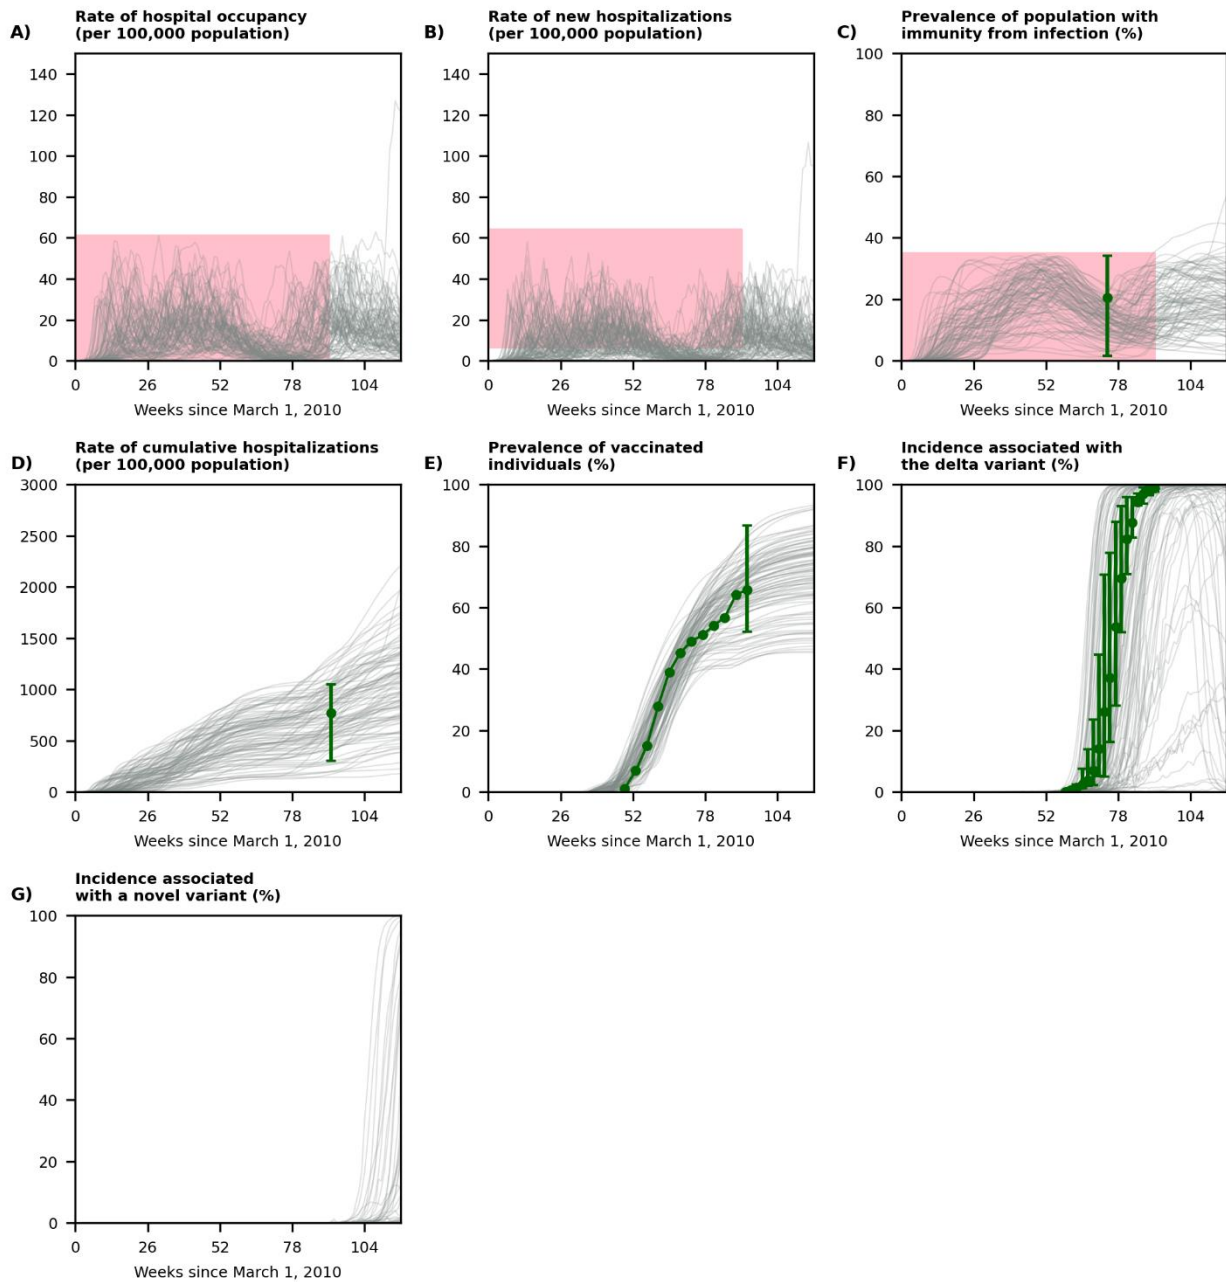 A)
Rate of hospital occupancy
(per 100,000 population)
140
120
100
80
60
40
20
0
0 26 52 78 104
Weeks since March 1, 2010
B)
Rate of new hospitalizations
(per 100,000 population)
140
120
100
80
60
40
20
0
0 26 52 78 104
Weeks since March 1, 2010
C)
Prevalence of population with
immunity from infection (%)
100
80
60
40
20
0
0 26 52 78 104
Weeks since March 1, 2010
D)
Rate of cumulative hospitalizations
(per 100,000 population)
3000
2500
2000
1500
1000
500
0
0 26 52 78 104
Weeks since March 1, 2010
E)
Prevalence of vaccinated
individuals (%)
100
80
60
40
20
0
0 26 52 78 104
Weeks since March 1, 2010
F)
Incidence associated with
the delta variant (%)
100
80
60
40
20
0
0 26 52 78 104
Weeks since March 1, 2010
G)
Incidence associated
with a novel variant (%)
100
80
60
40
20
0
0 26 52 78 104
Weeks since March 1, 2010